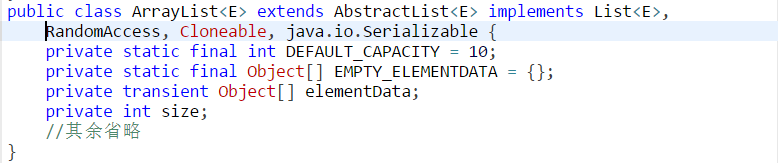 public class ArrayList<E> extends AbstractList<E> implements List<E>,
RandomAccess, Cloneable, java.io.Serializable {
private static final int DEFAULT_CAPACITY = 10;
private static final Object[] EMPTY_ELEMENTDATA = {};
private transient Object[] elementData;
private int size;
//其余省略
}